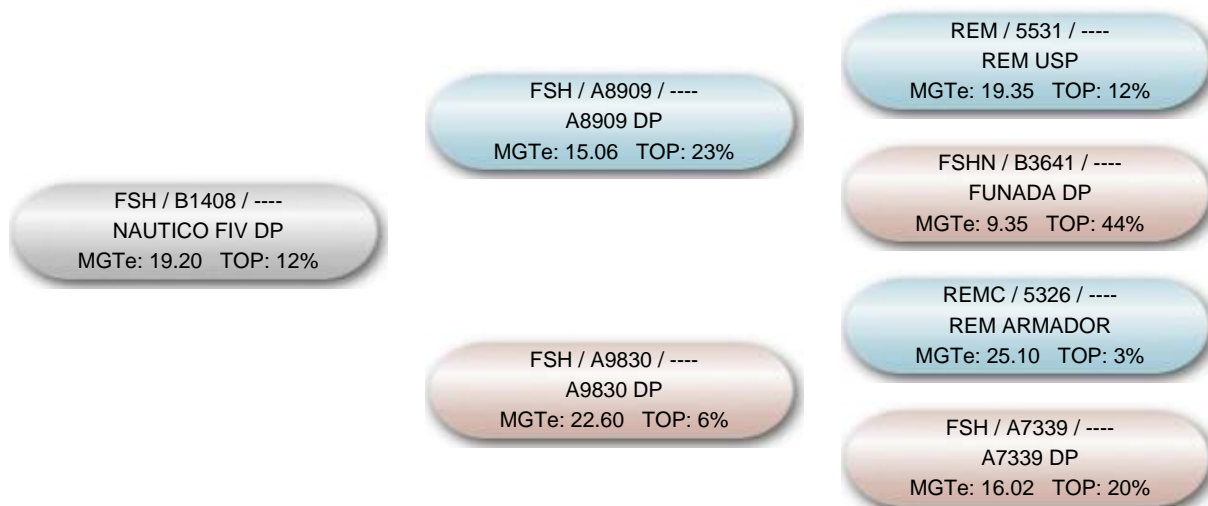 FSH / B1408 / ----
NAUTICO FIV DP
MGTe: 19.20 TOP: 12%
FSH / A8909 / ----
A8909 DP
MGTe: 15.06 TOP: 23%
FSH / A9830 / ----
A9830 DP
MGTe: 22.60 TOP: 6%
REM / 5531 / ----
REM USP
MGTe: 19.35 TOP: 12%
FSHN / B3641 / ----
FUNADA DP
MGTe: 9.35 TOP: 44%
REMC / 5326 / ----
REM ARMADOR
MGTe: 25.10 TOP: 3%
FSH / A7339 / ----
A7339 DP
MGTe: 16.02 TOP: 20%